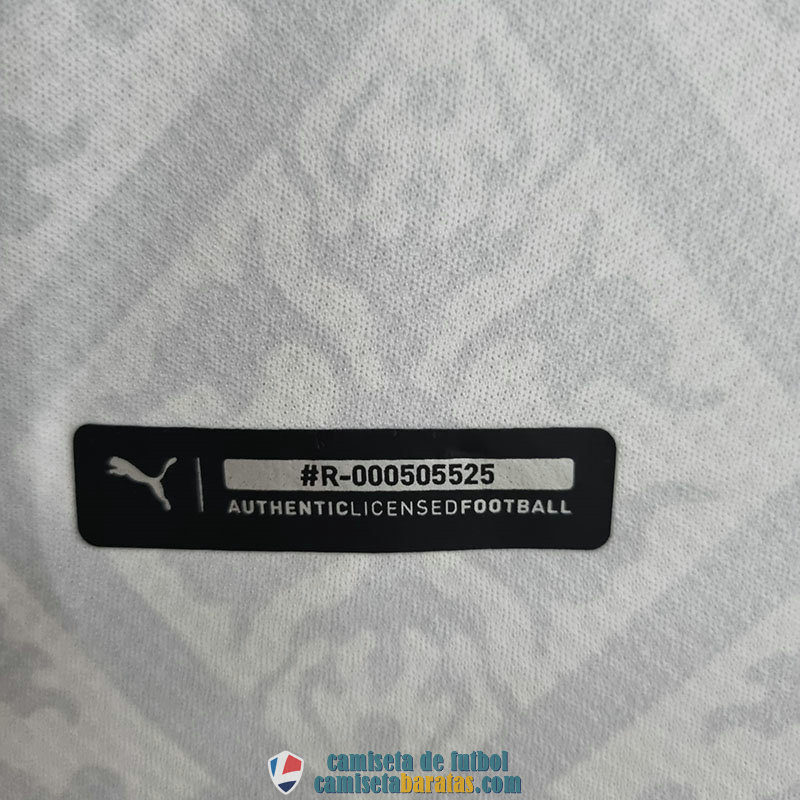 #R-000505525
AUTHENTICLICENSEDFOOTBALL
camiseta de futbol
camisetabaratas.com